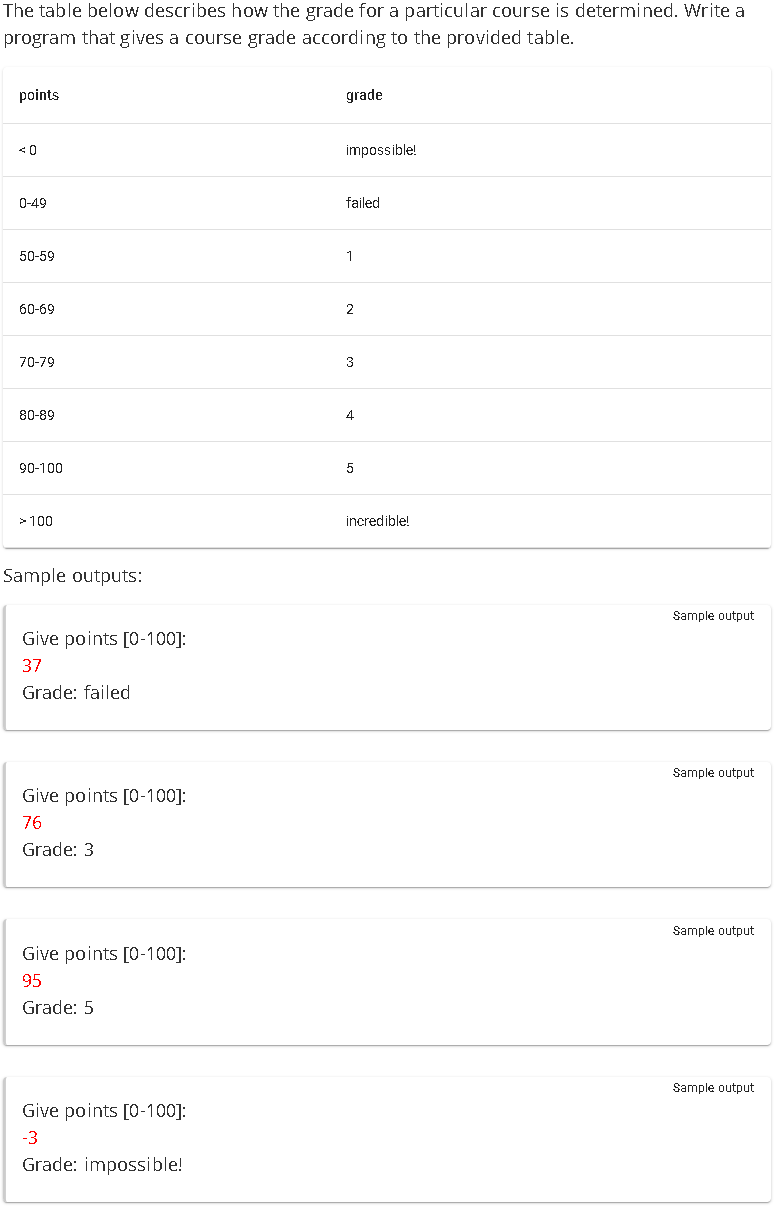 The table below describes how the grade for a particular course is determined. Write a
program that gives a course grade according to the provided table.
points grade
< 0 impossible!
0-49 failed
50-59 1
60-69 2
70-79 3
80-89 4
90-100 5
> 100 incredible!
Sample outputs:
Sample output
Give points [0-100]:
37
Grade: failed
Sample output
Give points [0-100]:
76
Grade: 3
Sample output
Give points [0-100]:
95
Grade: 5
Sample output
Give points [0-100]:
-3
Grade: impossible!